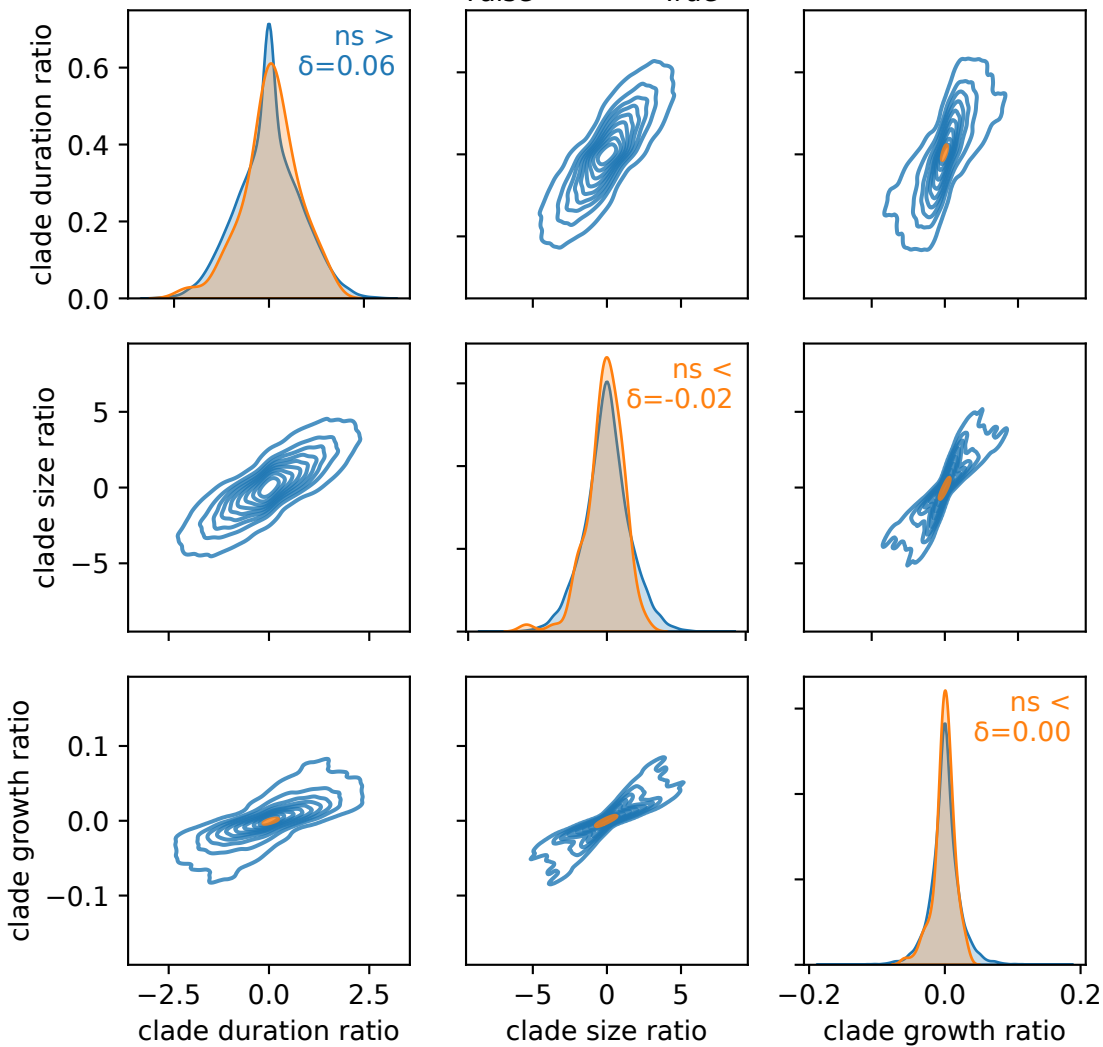 True
clade duration ratio
0.6
0.4
0.2
0.0
ns >
δ=0.06
clade size ratio
5
0
−5
ns <
δ=-0.02
clade growth ratio
0.1
0.0
−0.1
ns <
δ=0.00
−2.5 0.0 2.5
−5 0 5
−0.2 0.0 0.2
clade duration ratio
clade size ratio
clade growth ratio